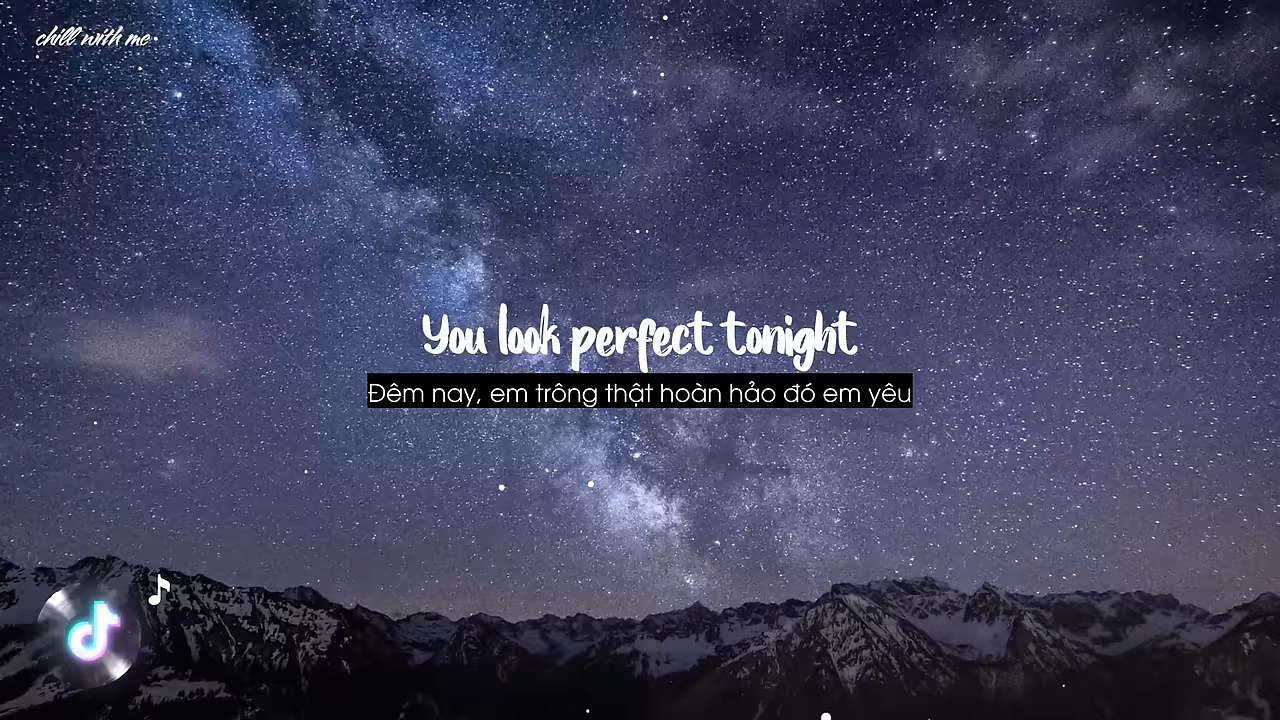 chill with me
You look perfect tonight
Đêm nay, em trông thật hoàn hảo đó em yêu